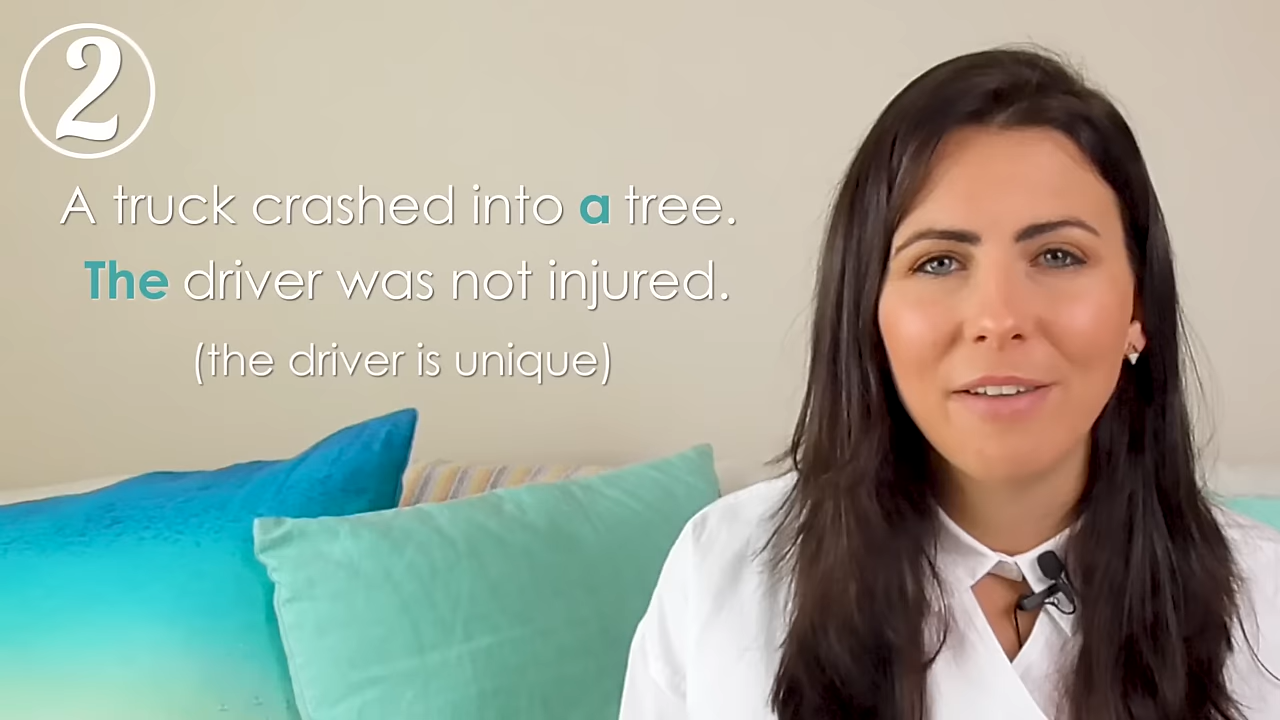 2
A truck crashed into a tree.
The driver was not injured.
(the driver is unique)